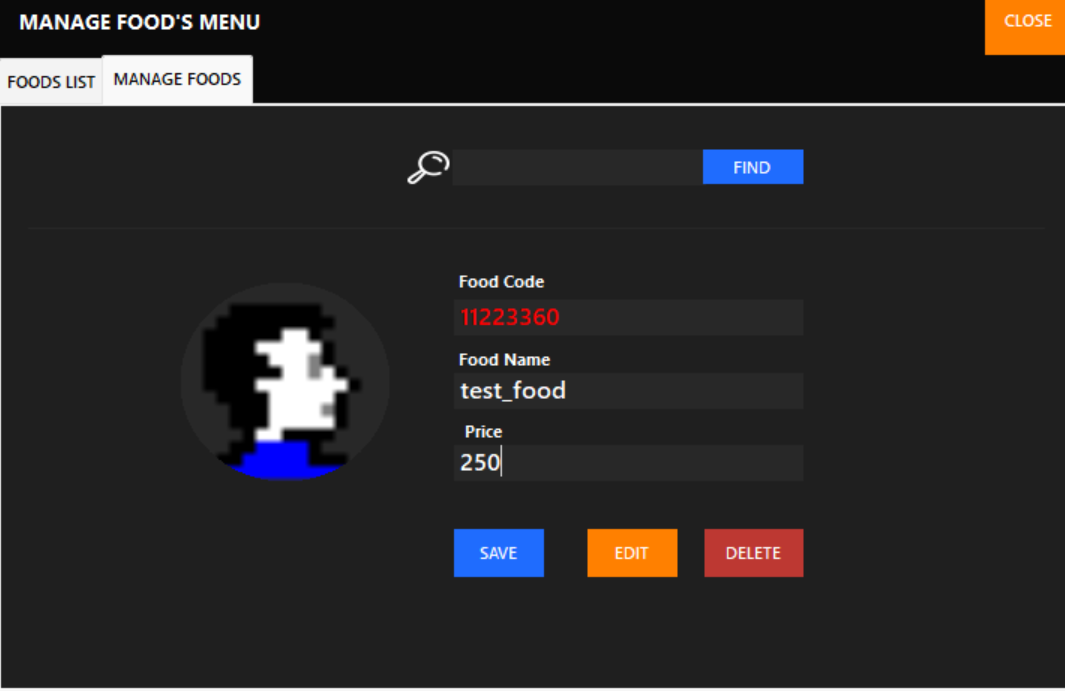 MANAGE FOOD'S MENU
CLOSE
FOODS LIST
MANAGE FOODS
FIND
Food Code
11223360
Food Name
test_food
Price
250
SAVE
EDIT
DELETE